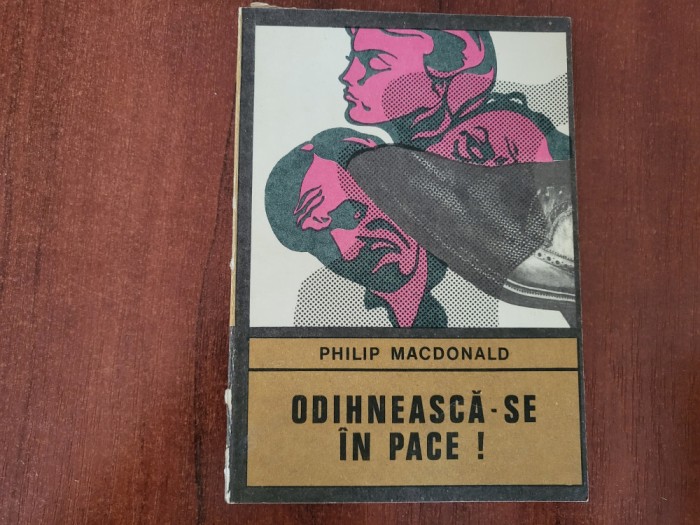 PHILIP MACDONALD
ODIHNEASCĂ-SE
ÎN PACE !